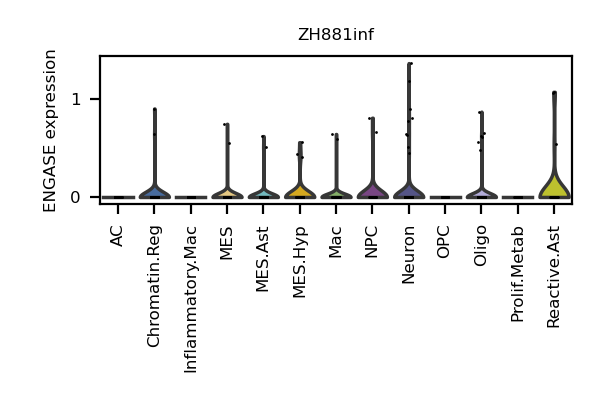 ZH881inf
ENGASE expression
1
0
AC
Chromatin.Reg
Inflammatory.Mac
MES
MES.Ast
MES.Hyp
Mac
NPC
Neuron
OPC
Oligo
Prolif.Metab
Reactive.Ast